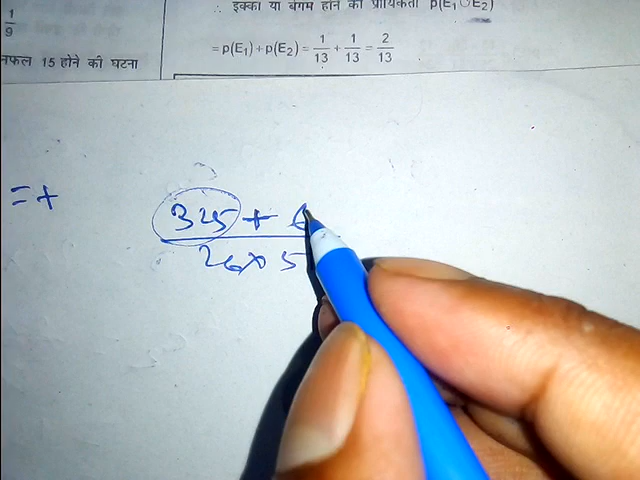 1/9
नफल 15 होने की घटना
इक्का या बेगम होने की प्रायिकता p(E₁∪E₂)
= p(E₁) + p(E₂) = 1/13 + 1/13 = 2/13
= +
325 +
26 × 5